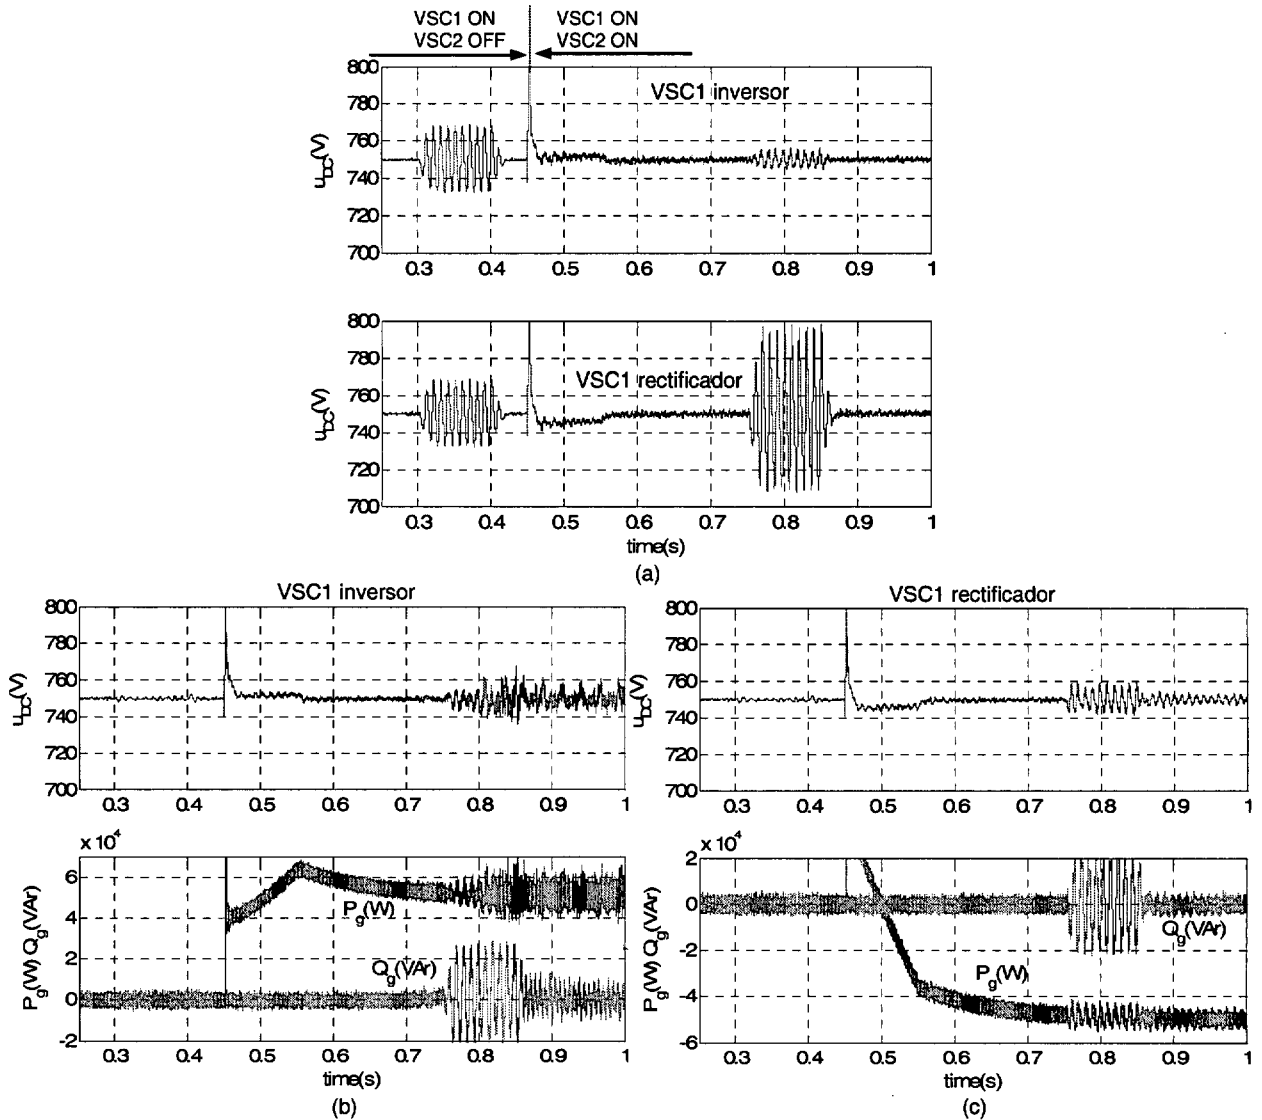 VSC1 ON
VSC2 OFF
VSC1 ON
VSC2 ON
VSC1 inversor
u_DC(V)
800
780
760
740
720
700
0.3 0.4 0.5 0.6 0.7 0.8 0.9 1
VSC1 rectificador
u_DC(V)
800
780
760
740
720
700
0.3 0.4 0.5 0.6 0.7 0.8 0.9 1
time(s)
(a)
VSC1 inversor
u_DC(V)
800
780
760
740
720
700
0.3 0.4 0.5 0.6 0.7 0.8 0.9 1
x 10^4
P_g(W) Q_g(VAr)
6
4
2
0
-2
P_g(W)
Q_g(VAr)
0.3 0.4 0.5 0.6 0.7 0.8 0.9 1
time(s)
(b)
VSC1 rectificador
u_DC(V)
800
780
760
740
720
700
0.3 0.4 0.5 0.6 0.7 0.8 0.9 1
x 10^4
P_g(W) Q_g(VAr)
2
0
-2
-4
-6
Q_g(VAr)
P_g(W)
0.3 0.4 0.5 0.6 0.7 0.8 0.9 1
time(s)
(c)